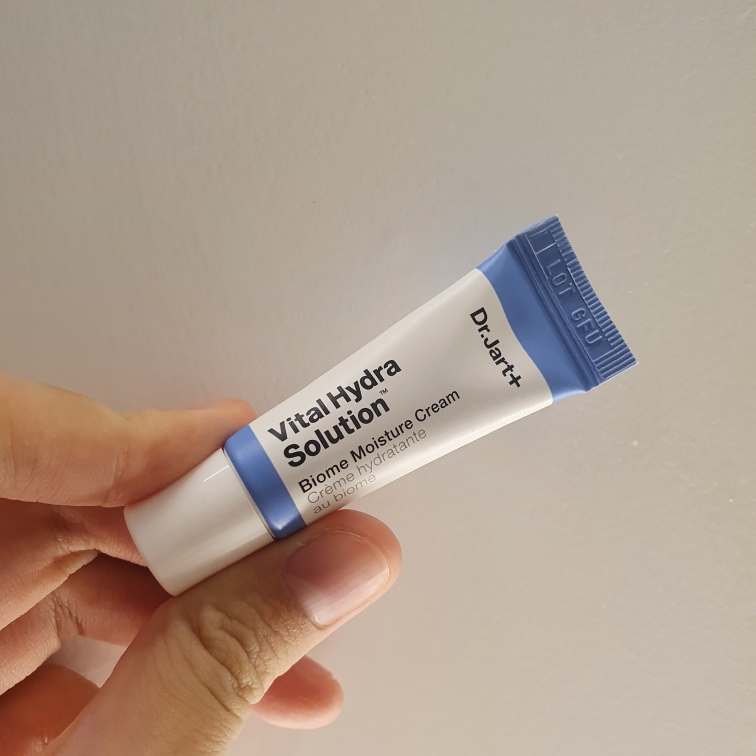 Dr.Jart+
Vital Hydra
Solution™
Biome Moisture Cream
Crème hydratante
au biome
LOT GFU